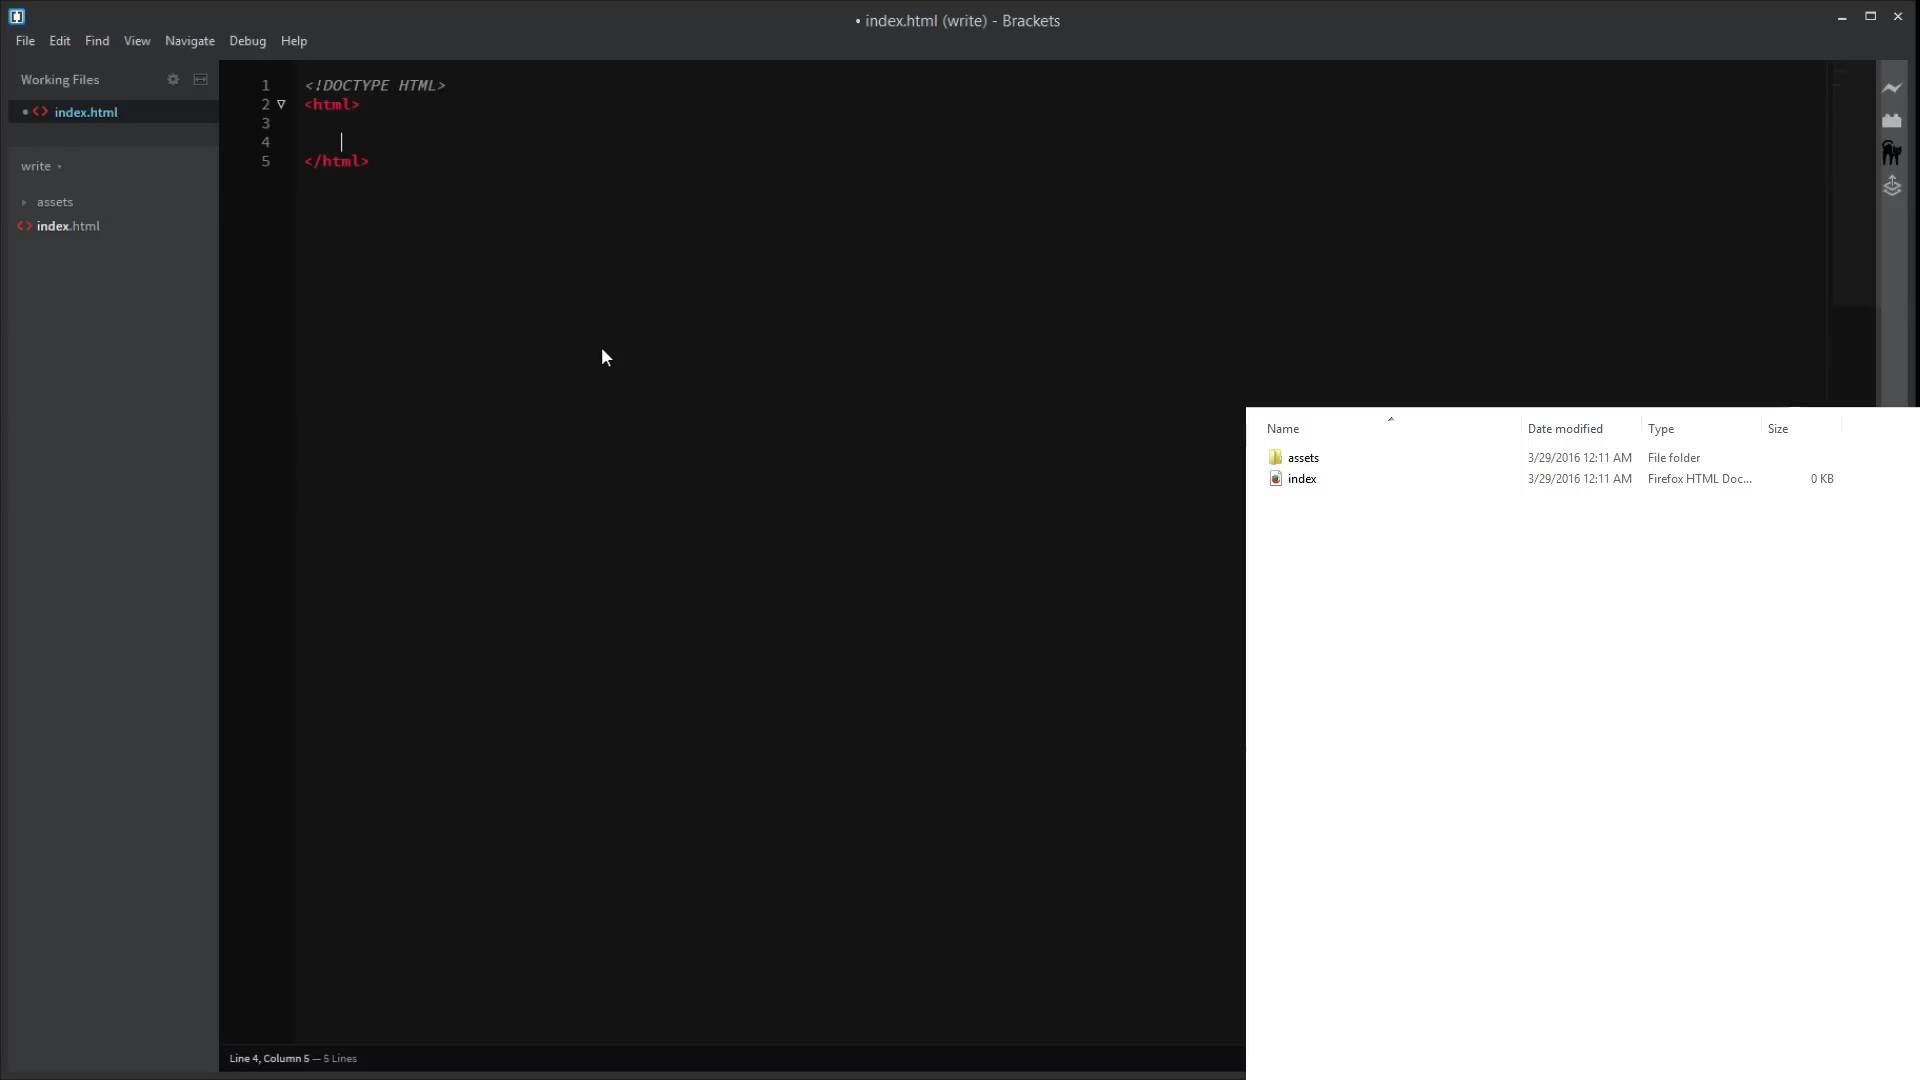 • index.html (write) - Brackets
File Edit Find View Navigate Debug Help
Working Files
index.html
write
assets
index.html
1 <!DOCTYPE HTML>
2 <html>
3
4
5 </html>
Name Date modified Type Size
assets 3/29/2016 12:11 AM File folder
index 3/29/2016 12:11 AM Firefox HTML Doc... 0 KB
Line 4, Column 5 — 5 Lines